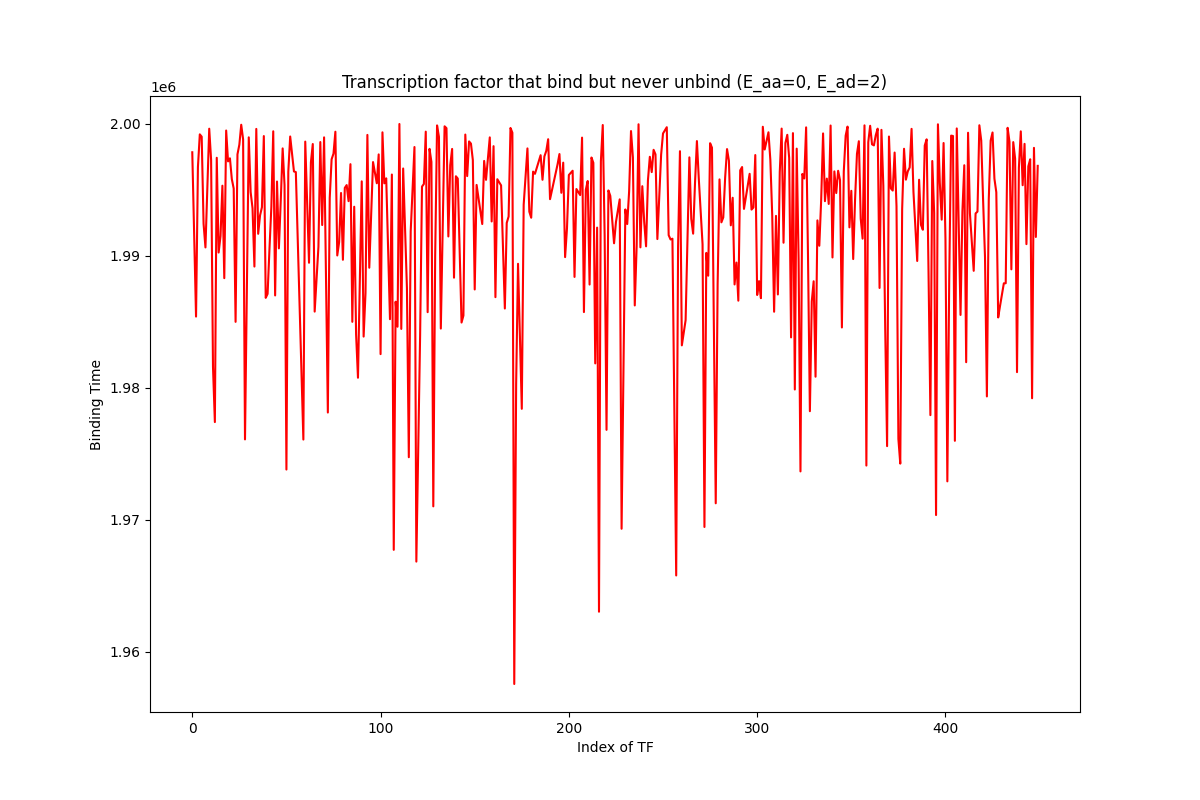 Transcription factor that bind but never unbind (E_aa=0, E_ad=2)
1e6
2.00
1.99
1.98
1.97
1.96
Binding Time
0 100 200 300 400
Index of TF